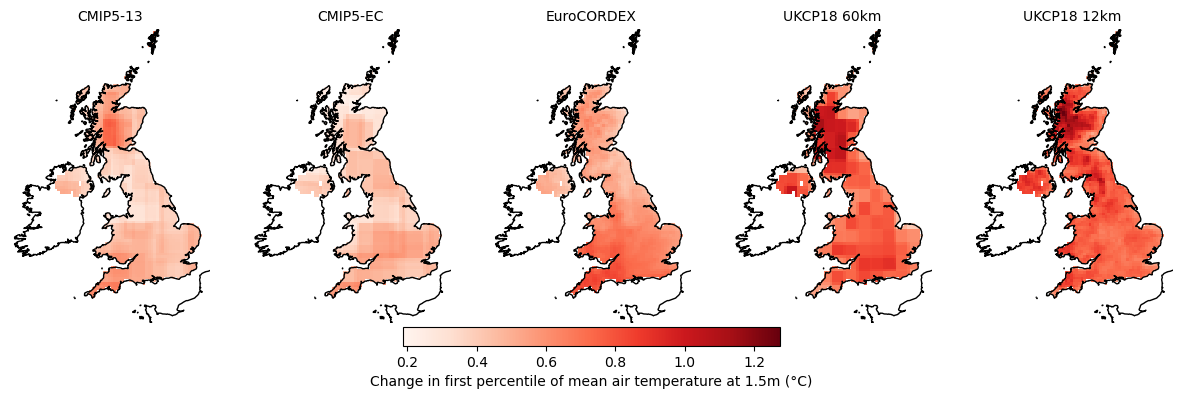 CMIP5-13 CMIP5-EC EuroCORDEX UKCP18 60km UKCP18 12km
0.2 0.4 0.6 0.8 1.0 1.2
Change in first percentile of mean air temperature at 1.5m (°C)